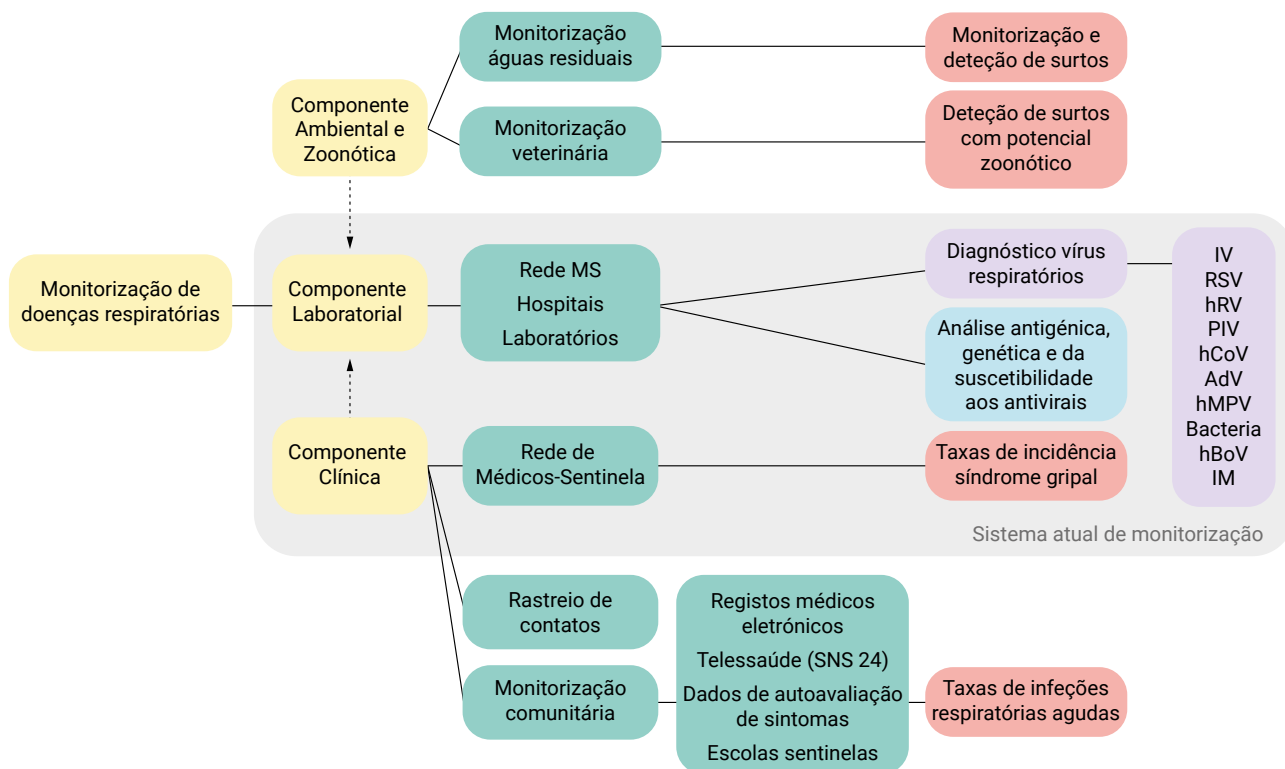 Monitorização
águas residuais
Monitorização e
deteção de surtos
Componente
Ambiental e
Zoonótica
Monitorização
veterinária
Deteção de surtos
com potencial
zoonótico
Monitorização de
doenças respiratórias
Componente
Laboratorial
Rede MS
Hospitais
Laboratórios
Diagnóstico vírus
respiratórios
IV
RSV
hRV
PIV
hCoV
AdV
hMPV
Bacteria
hBoV
IM
Análise antigénica,
genética e da
suscetibilidade
aos antivirais
Componente
Clínica
Rede de
Médicos-Sentinela
Taxas de incidência
síndrome gripal
Sistema atual de monitorização
Rastreio de
contatos
Monitorização
comunitária
Registos médicos
eletrónicos
Telessaúde (SNS 24)
Dados de autoavaliação
de sintomas
Escolas sentinelas
Taxas de infeções
respiratórias agudas